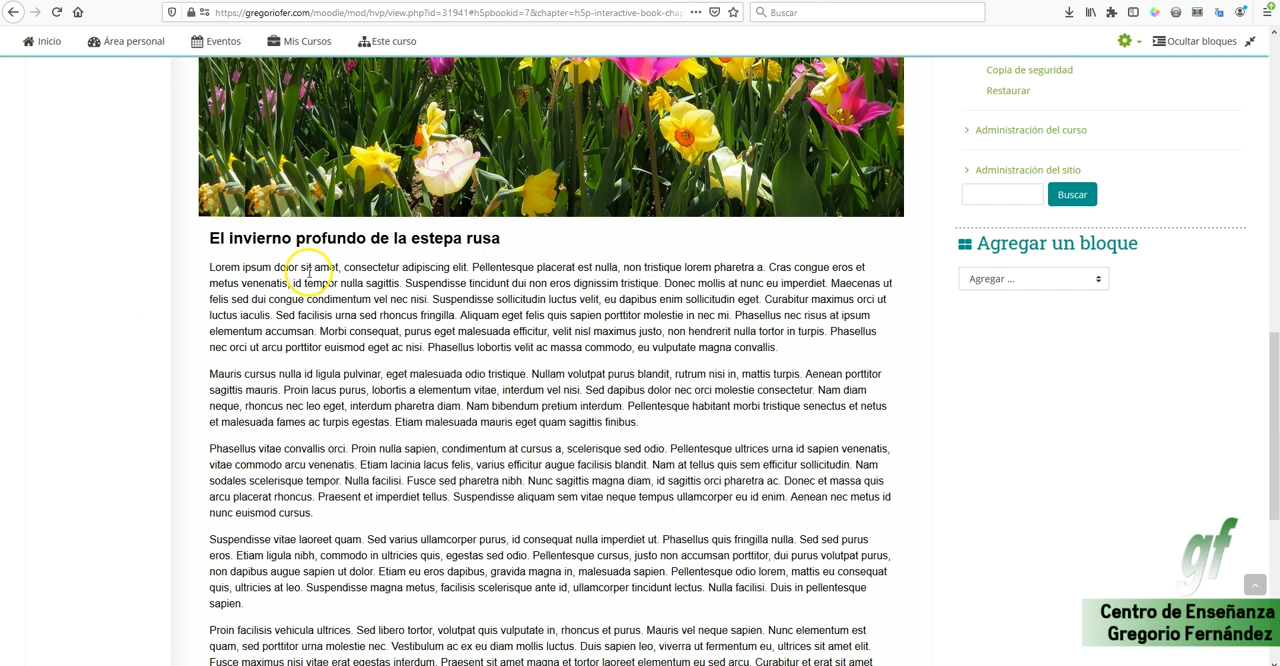 https://gregoriofer.com/moodle/mod/hvp/view.php?id=31941#h5pbookid=7&chapter=h5p-interactive-book-chap
Buscar
Inicio
Área personal
Eventos
Mis Cursos
Este curso
Ocultar bloques
Copia de seguridad
Restaurar
Administración del curso
Administración del sitio
Buscar
Agregar un bloque
Agregar ...
El invierno profundo de la estepa rusa
Lorem ipsum dolor sit amet, consectetur adipiscing elit. Pellentesque placerat est nulla, non tristique lorem pharetra a. Cras congue eros et
metus venenatis, id tempor nulla sagittis. Suspendisse tincidunt dui non eros dignissim tristique. Donec mollis at nunc eu imperdiet. Maecenas ut
felis sed dui congue condimentum vel nec nisi. Suspendisse sollicitudin luctus velit, eu dapibus enim sollicitudin eget. Curabitur maximus orci ut
luctus iaculis. Sed facilisis urna sed rhoncus fringilla. Aliquam eget felis quis sapien porttitor molestie in nec mi. Phasellus nec risus at ipsum
elementum accumsan. Morbi consequat, purus eget malesuada efficitur, velit nisl maximus justo, non hendrerit nulla tortor in turpis. Phasellus
nec orci ut arcu porttitor euismod eget ac nisi. Phasellus lobortis velit ac massa commodo, eu vulputate magna convallis.
Mauris cursus nulla id ligula pulvinar, eget malesuada odio tristique. Nullam volutpat purus blandit, rutrum nisi in, mattis turpis. Aenean porttitor
sagittis mauris. Proin lacus purus, lobortis a elementum vitae, interdum vel nisi. Sed dapibus dolor nec orci molestie consectetur. Nam diam
neque, rhoncus nec leo eget, interdum pharetra diam. Nam bibendum pretium interdum. Pellentesque habitant morbi tristique senectus et netus
et malesuada fames ac turpis egestas. Etiam malesuada mauris eget quam sagittis finibus.
Phasellus vitae convallis orci. Proin nulla sapien, condimentum at cursus a, scelerisque sed odio. Pellentesque ultrices urna id sapien venenatis,
vitae commodo arcu venenatis. Etiam lacinia lacus felis, varius efficitur augue facilisis blandit. Nam at tellus quis sem efficitur sollicitudin. Nam
sodales scelerisque tempor. Nulla facilisi. Fusce sed pharetra nibh. Nunc sagittis magna diam, id sagittis orci pharetra ac. Donec et massa quis
arcu placerat rhoncus. Praesent et imperdiet tellus. Suspendisse aliquam sem vitae neque tempus ullamcorper eu id enim. Aenean nec metus id
nunc euismod cursus.
Suspendisse vitae laoreet quam. Sed varius ullamcorper purus, id consequat nulla imperdiet ut. Phasellus quis fringilla nulla. Sed sed purus
eros. Etiam ligula nibh, commodo in ultricies quis, egestas sed odio. Pellentesque cursus, justo non accumsan porttitor, dui purus volutpat purus,
non dapibus augue sapien ut dolor. Etiam eu eros dapibus, gravida magna in, malesuada sapien. Pellentesque odio lorem, mattis eu consequat
quis, ultricies at leo. Suspendisse magna metus, facilisis scelerisque ante id, ullamcorper tincidunt lectus. Nulla facilisi. Duis in pellentesque
sapien.
Proin facilisis vehicula ultrices. Sed libero tortor, volutpat quis vulputate in, rhoncus et purus. Mauris vel neque sapien. Nunc elementum est
quam, sed porttitor urna molestie nec. Vestibulum ac ex eu diam mollis luctus. Duis sapien leo, viverra ut fermentum eu, ultrices sit amet elit.
Fusce maximus nisi vitae erat egestas interdum. Praesent sit amet tortor laoreet elementum eu sed arcu. Curabitur et erat sit amet
gf
Centro de Enseñanza
Gregorio Fernández